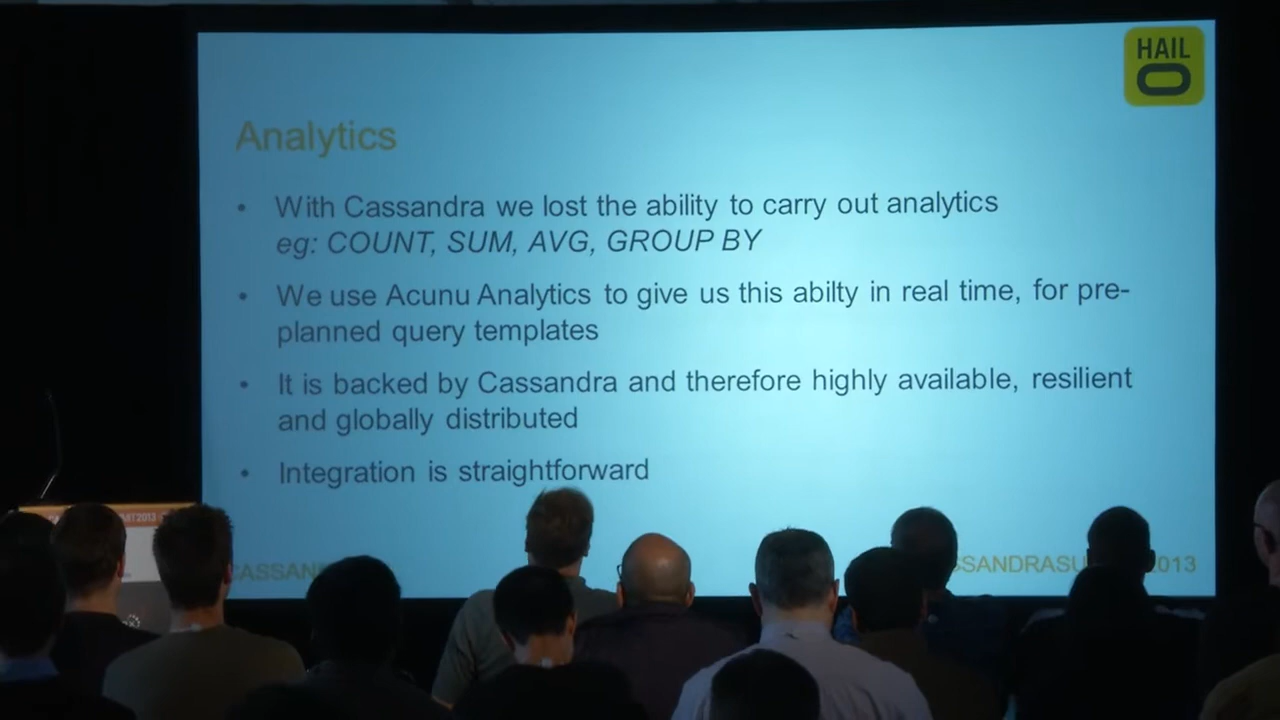 HAIL
O
Analytics
• With Cassandra we lost the ability to carry out analytics
eg: COUNT, SUM, AVG, GROUP BY
• We use Acunu Analytics to give us this abilty in real time, for pre-
planned query templates
• It is backed by Cassandra and therefore highly available, resilient
and globally distributed
• Integration is straightforward